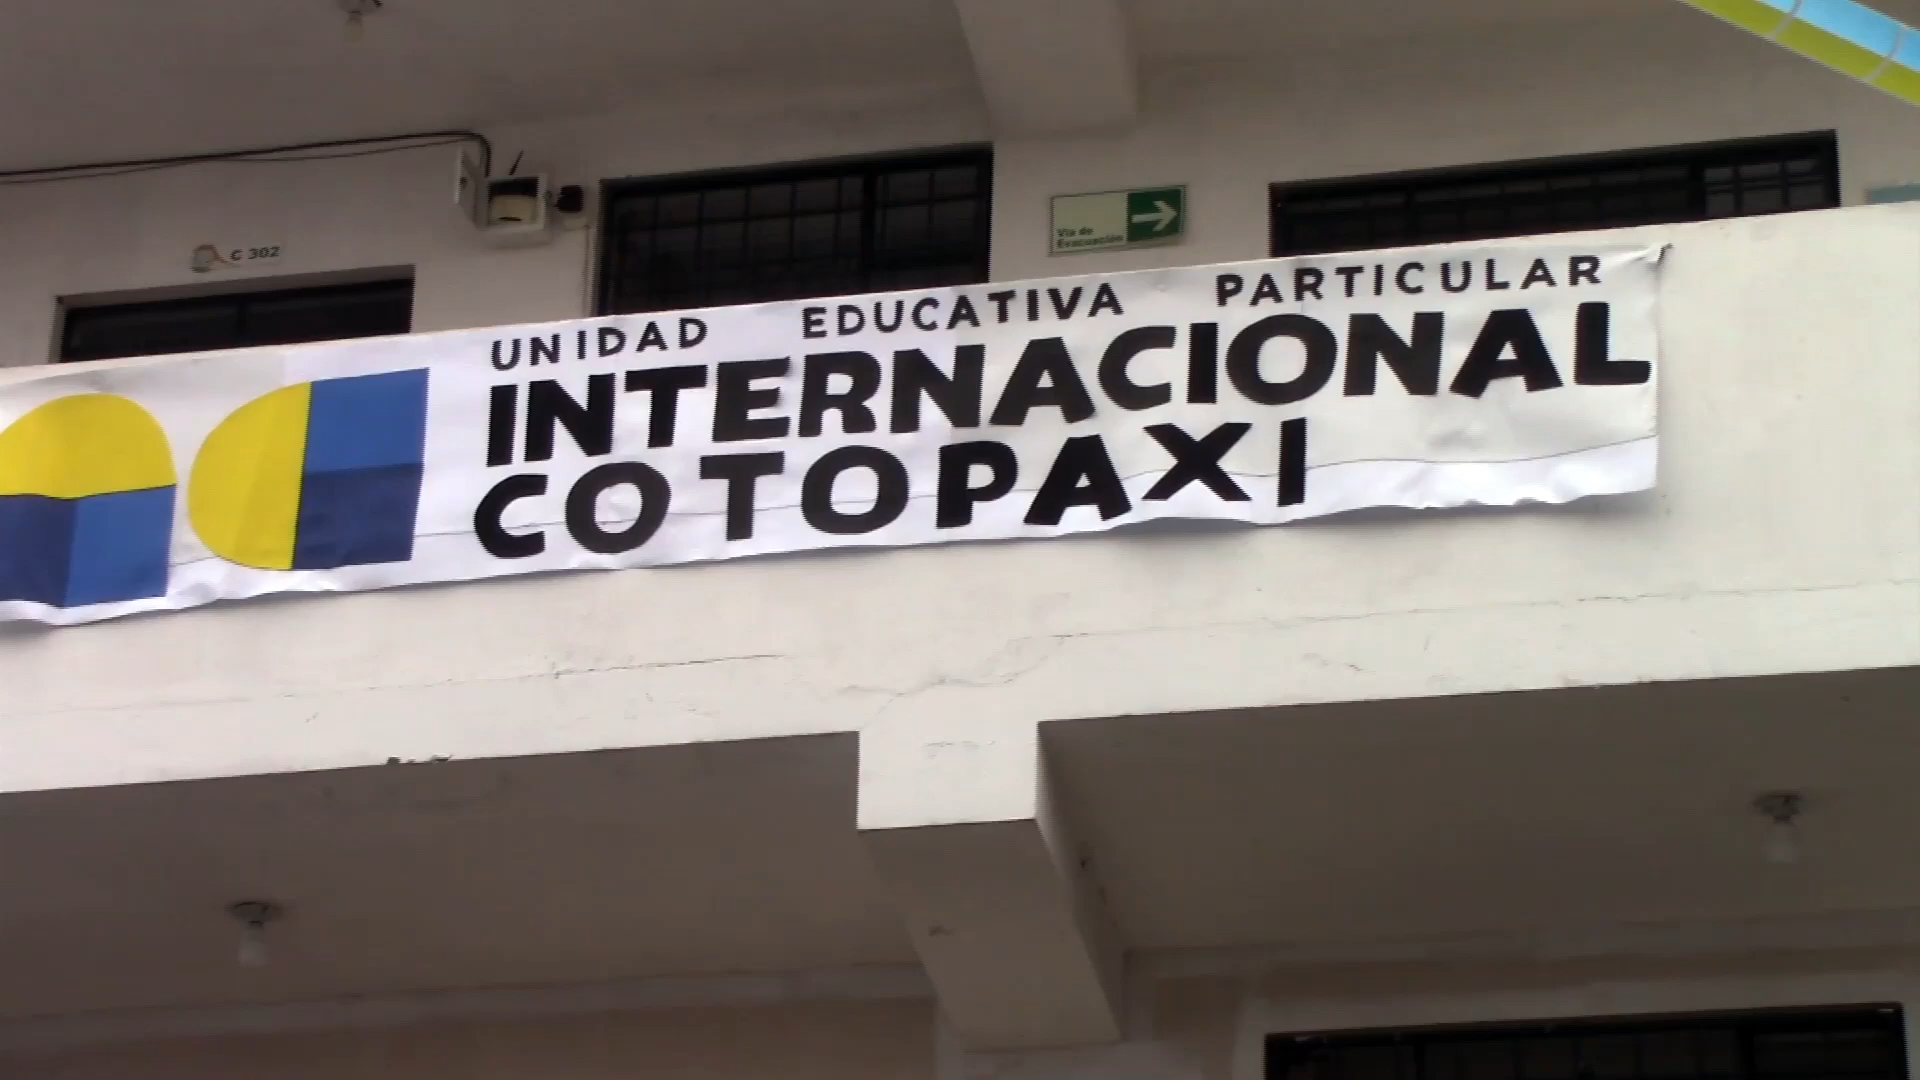 C 302
Vía de
Evacuación
UNIDAD EDUCATIVA PARTICULAR
INTERNACIONAL
COTOPAXI